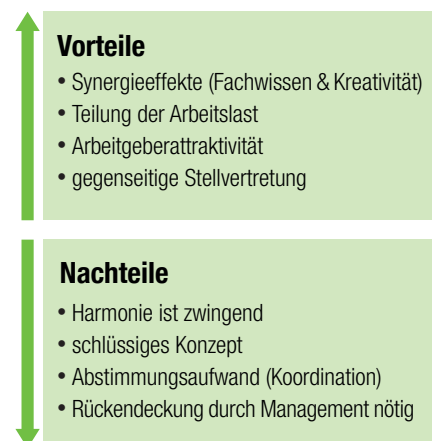 Vorteile
• Synergieeffekte (Fachwissen & Kreativität)
• Teilung der Arbeitslast
• Arbeitgeberattraktivität
• gegenseitige Stellvertretung
Nachteile
• Harmonie ist zwingend
• schlüssiges Konzept
• Abstimmungsaufwand (Koordination)
• Rückendeckung durch Management nötig